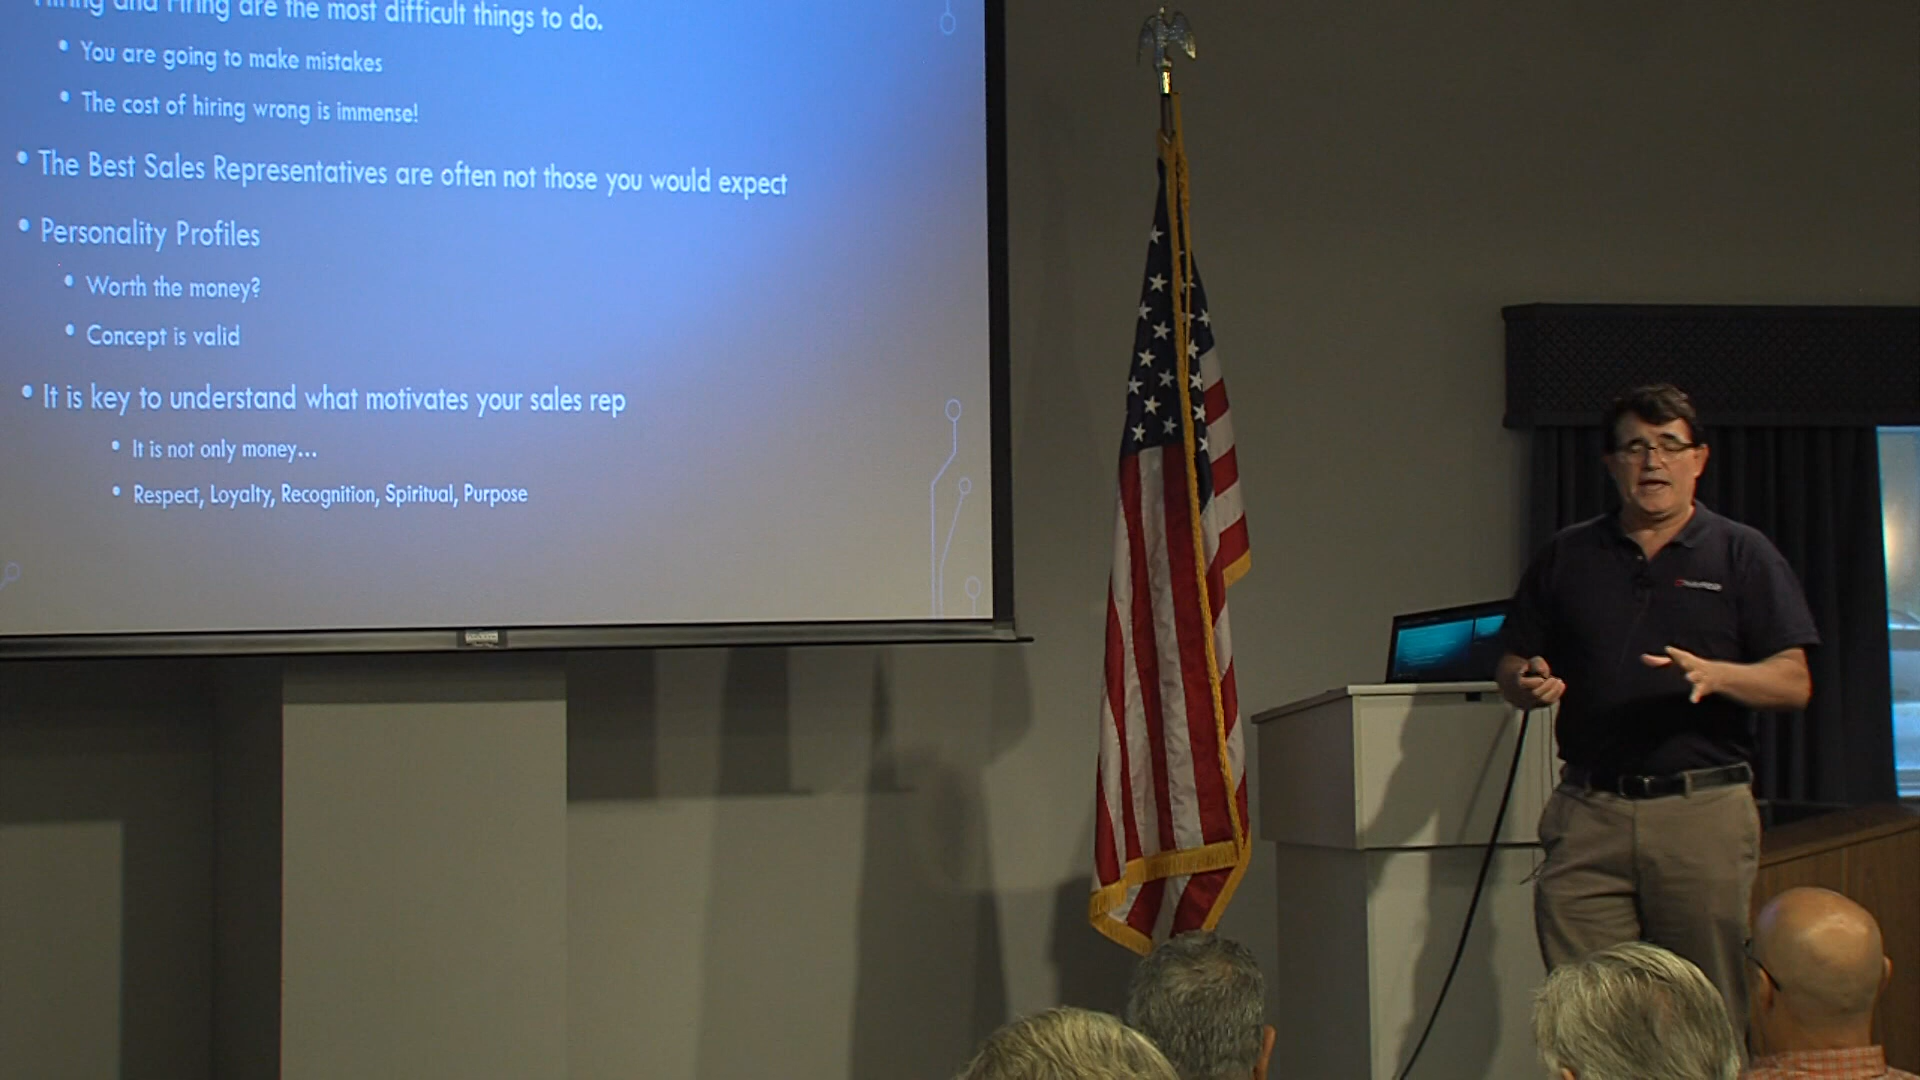 Hiring and Firing are the most difficult things to do.
• You are going to make mistakes
• The cost of hiring wrong is immense!
• The Best Sales Representatives are often not those you would expect
• Personality Profiles
• Worth the money?
• Concept is valid
• It is key to understand what motivates your sales rep
• It is not only money...
• Respect, Loyalty, Recognition, Spiritual, Purpose